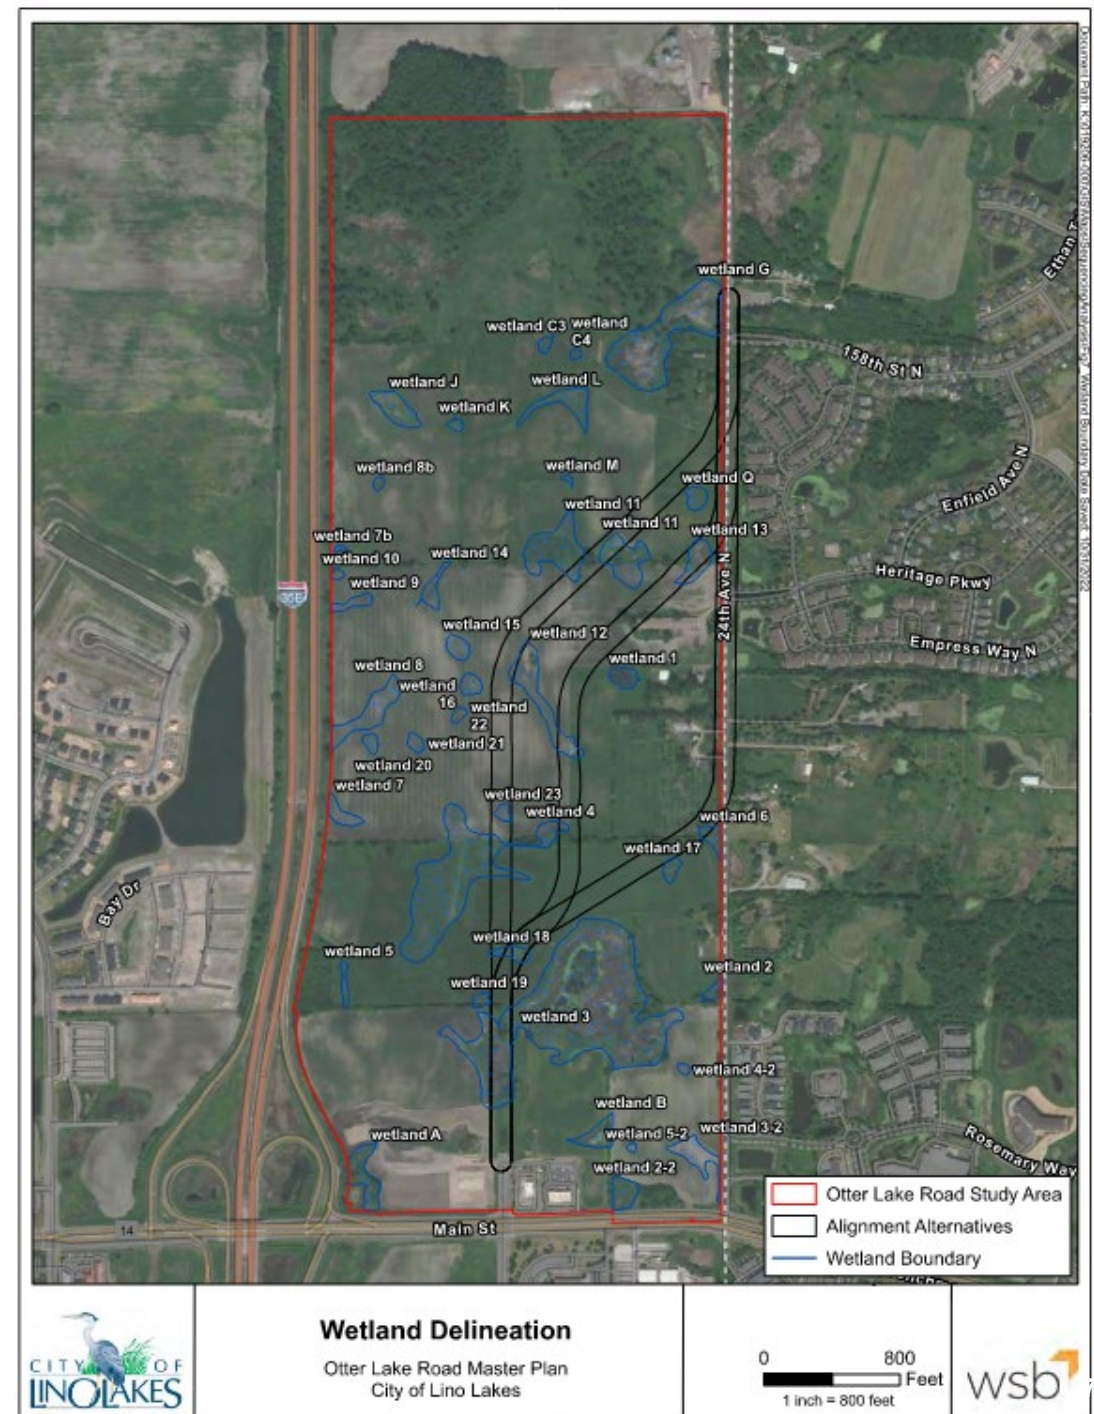 wetland G
wetland C3
wetland
C4
158th St N
Ethan T
wetland J
wetland L
wetland K
wetland 8b
wetland M
wetland Q
Enfield Ave N
wetland 11
wetland 11
wetland 13
wetland 7b
wetland 10
wetland 14
wetland 9
35E
Heritage Pkwy
24th Ave N
wetland 15
wetland 12
Empress Way N
wetland 8
wetland 1
wetland
16
wetland
22
wetland 21
wetland 20
wetland 7
wetland 23
wetland 4
wetland 6
wetland 17
Bay Dr
wetland 18
wetland 5
wetland 2
wetland 19
wetland 3
wetland 4-2
wetland B
wetland A
wetland 5-2
wetland 3-2
Rosemary Way
wetland 2-2
14
Main St
Otter Lake Road Study Area
Alignment Alternatives
Wetland Boundary
CITY OF
LINO LAKES
Wetland Delineation
Otter Lake Road Master Plan
City of Lino Lakes
0 800
Feet
1 inch = 800 feet
wsb